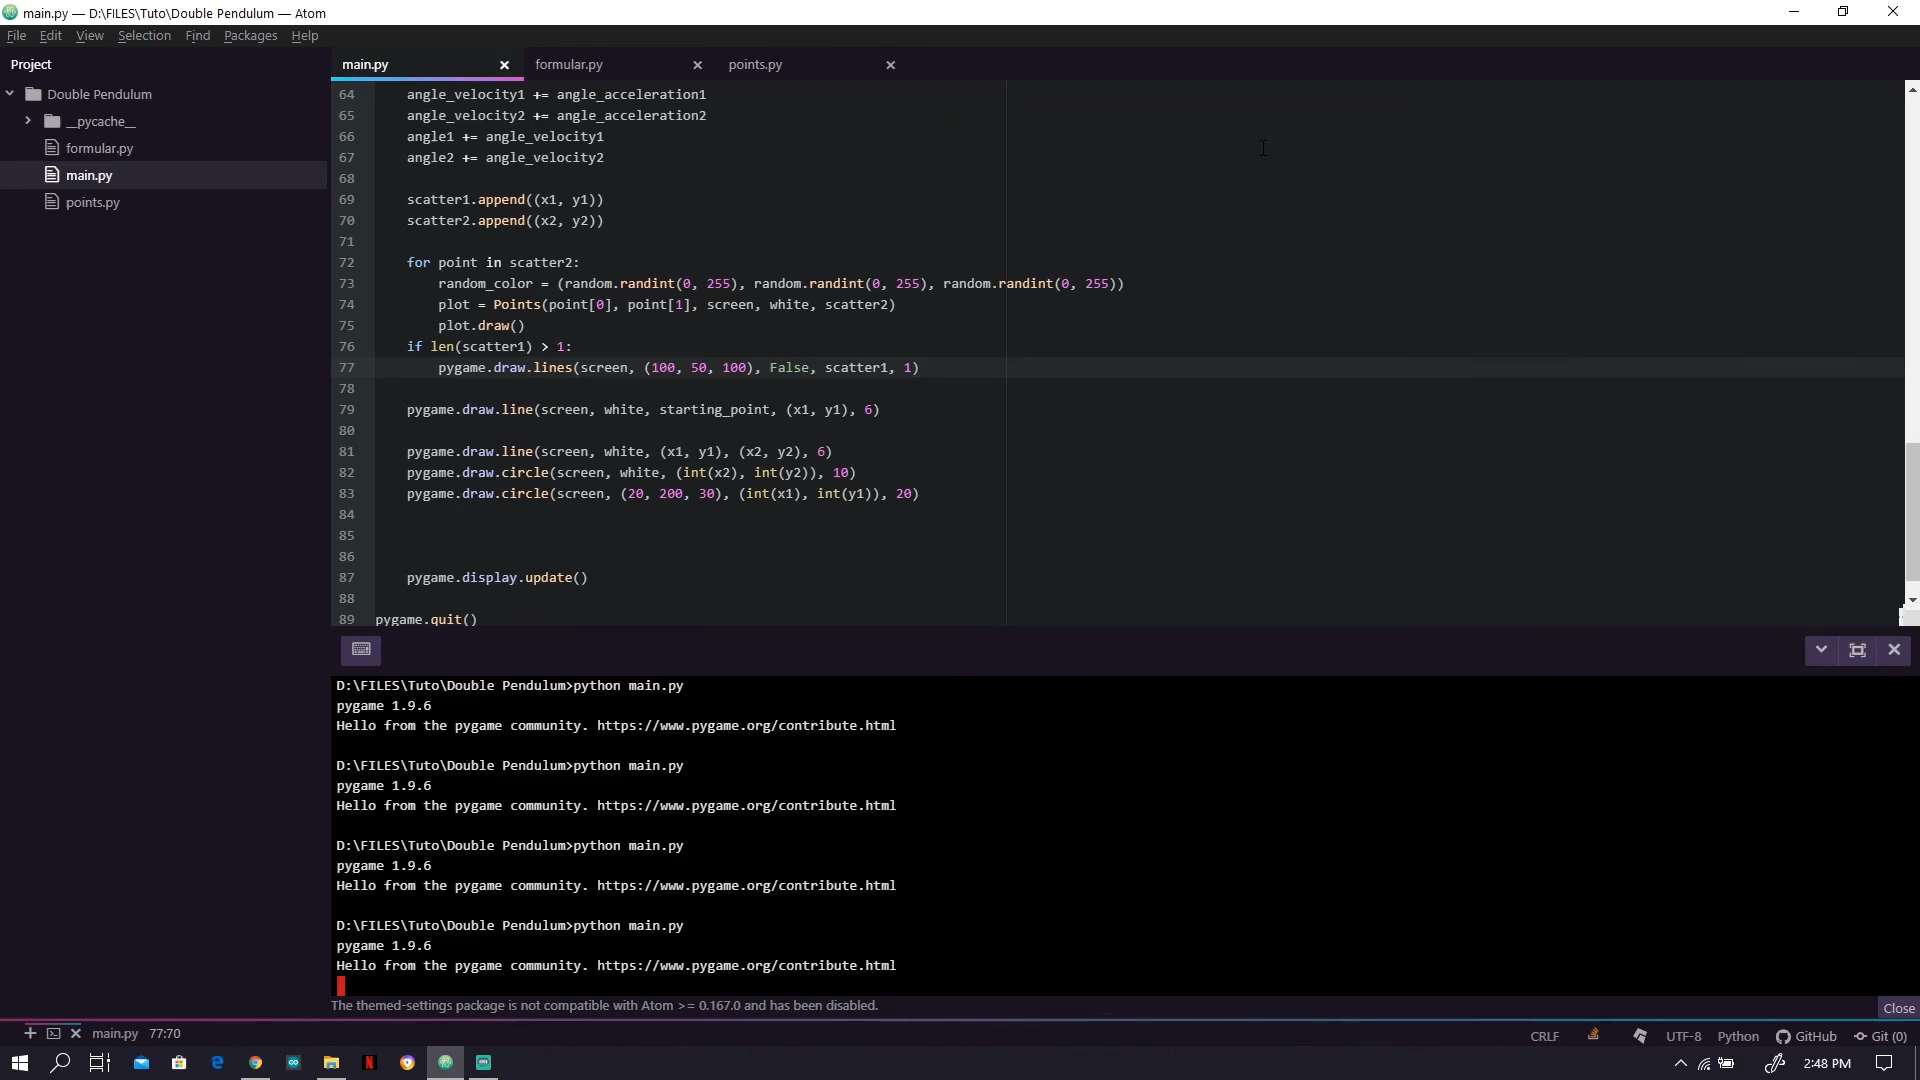 main.py — D:\FILES\Tuto\Double Pendulum — Atom
File Edit View Selection Find Packages Help
Project
Double Pendulum
__pycache__
formular.py
main.py
points.py
main.py formular.py points.py
64 angle_velocity1 += angle_acceleration1
65 angle_velocity2 += angle_acceleration2
66 angle1 += angle_velocity1
67 angle2 += angle_velocity2
68
69 scatter1.append((x1, y1))
70 scatter2.append((x2, y2))
71
72 for point in scatter2:
73 random_color = (random.randint(0, 255), random.randint(0, 255), random.randint(0, 255))
74 plot = Points(point[0], point[1], screen, white, scatter2)
75 plot.draw()
76 if len(scatter1) > 1:
77 pygame.draw.lines(screen, (100, 50, 100), False, scatter1, 1)
78
79 pygame.draw.line(screen, white, starting_point, (x1, y1), 6)
80
81 pygame.draw.line(screen, white, (x1, y1), (x2, y2), 6)
82 pygame.draw.circle(screen, white, (int(x2), int(y2)), 10)
83 pygame.draw.circle(screen, (20, 200, 30), (int(x1), int(y1)), 20)
84
85
86
87 pygame.display.update()
88
89 pygame.quit()
D:\FILES\Tuto\Double Pendulum>python main.py
pygame 1.9.6
Hello from the pygame community. https://www.pygame.org/contribute.html
D:\FILES\Tuto\Double Pendulum>python main.py
pygame 1.9.6
Hello from the pygame community. https://www.pygame.org/contribute.html
D:\FILES\Tuto\Double Pendulum>python main.py
pygame 1.9.6
Hello from the pygame community. https://www.pygame.org/contribute.html
D:\FILES\Tuto\Double Pendulum>python main.py
pygame 1.9.6
Hello from the pygame community. https://www.pygame.org/contribute.html
The themed-settings package is not compatible with Atom >= 0.167.0 and has been disabled.
Close
main.py 77:70 CRLF UTF-8 Python GitHub Git (0)
2:48 PM